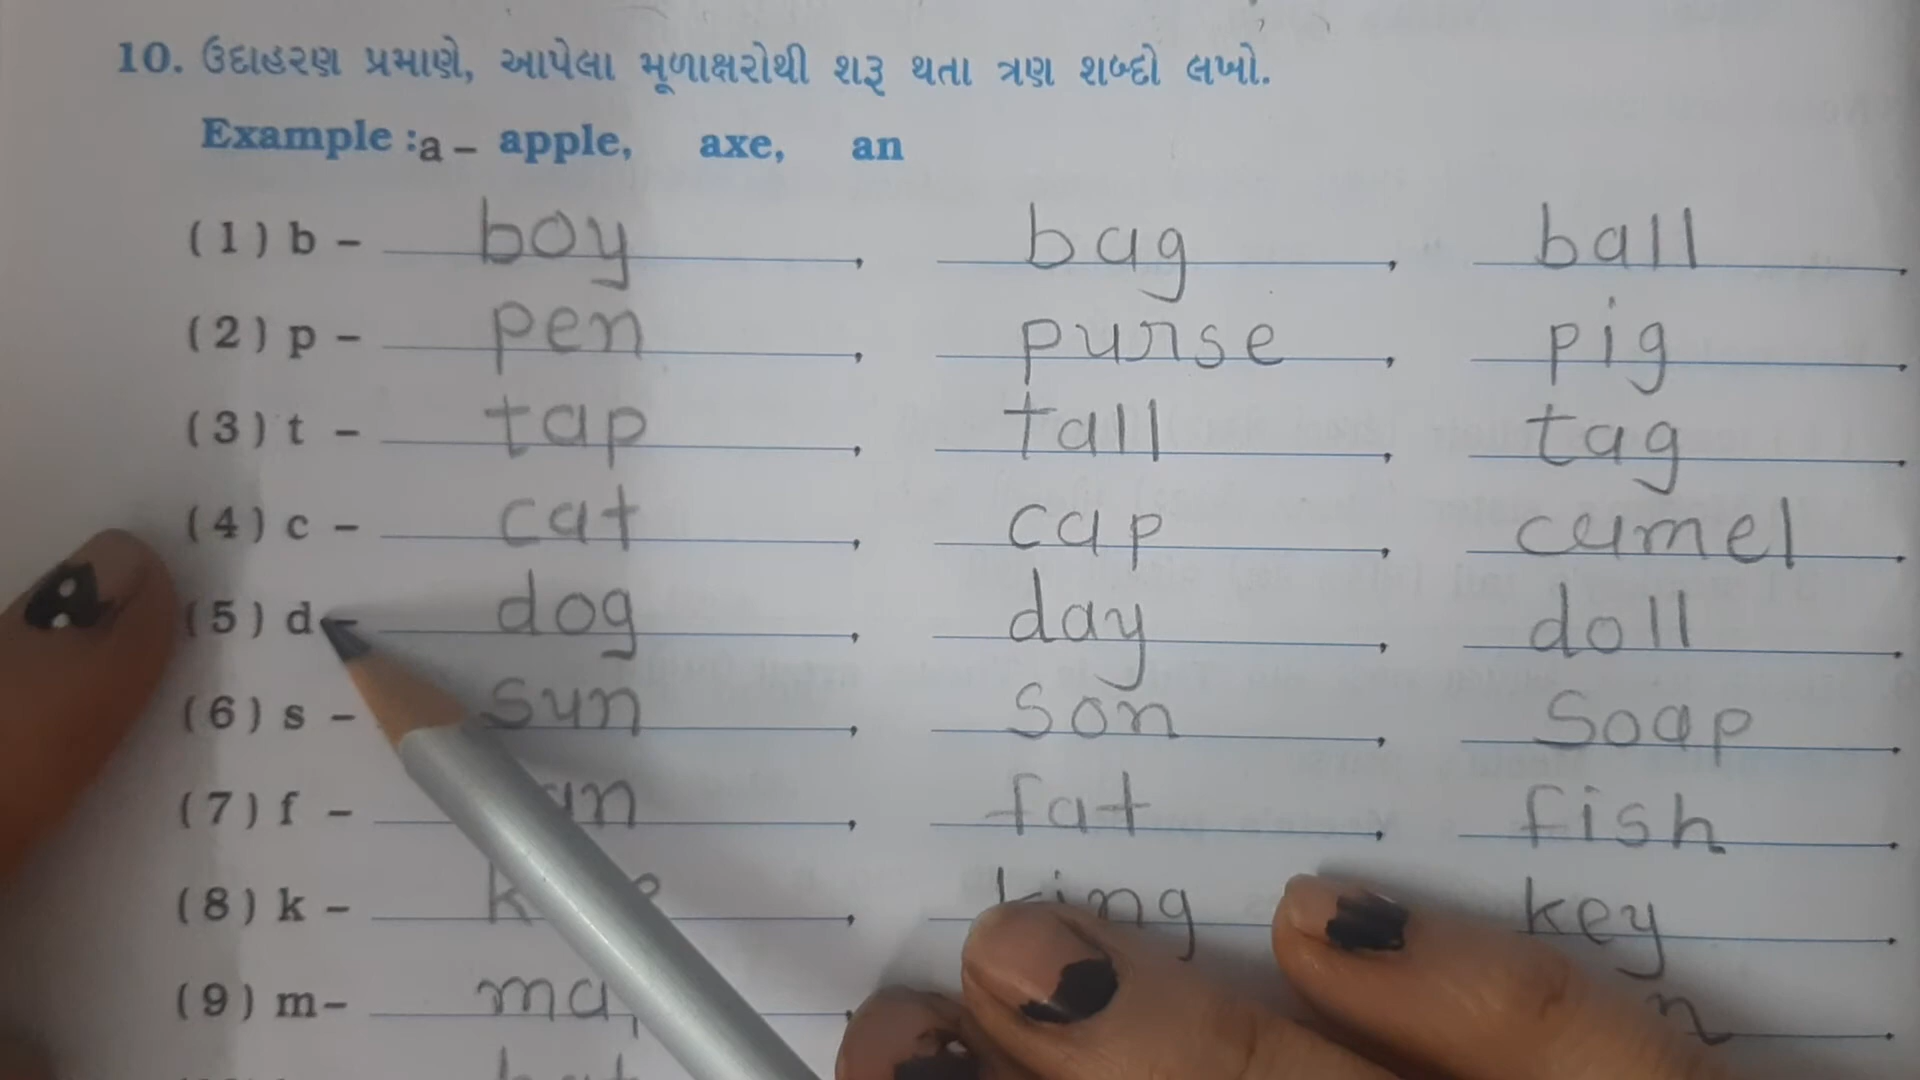 10. ઉદાહરણ પ્રમાણે, આપેલા મૂળાક્ષરોથી શરૂ થતા ત્રણ શબ્દો લખો.
Example : a – apple, axe, an
(1) b – boy, bag, ball.
(2) p – pen, purse, pig.
(3) t – tap, tall, tag.
(4) c – cat, cap, camel.
(5) d – dog, day, doll.
(6) s – sun, son, soap.
(7) f – , fat, fish.
(8) k – , king, key.
(9) m–